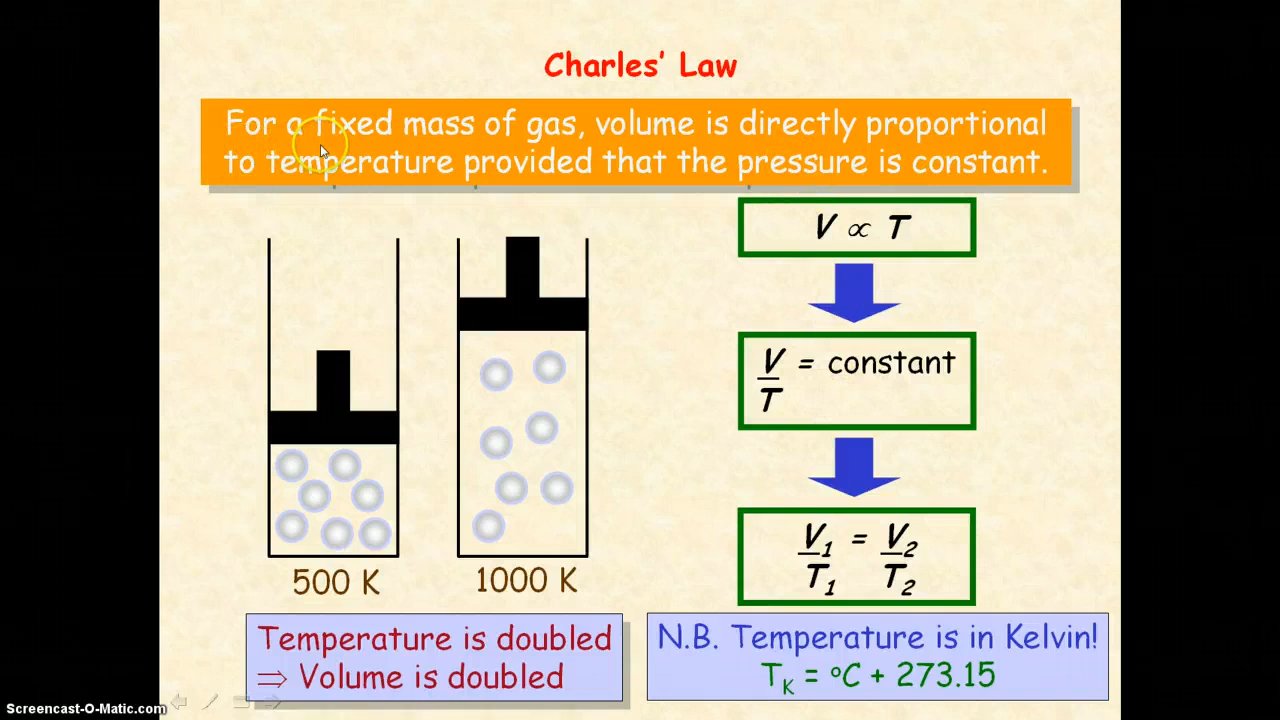 Charles' Law
For a fixed mass of gas, volume is directly proportional
to temperature provided that the pressure is constant.
V ∝ T
V/T = constant
V₁/T₁ = V₂/T₂
500 K
1000 K
Temperature is doubled
⇒ Volume is doubled
N.B. Temperature is in Kelvin!
T_K = ºC + 273.15
Screencast-O-Matic.com